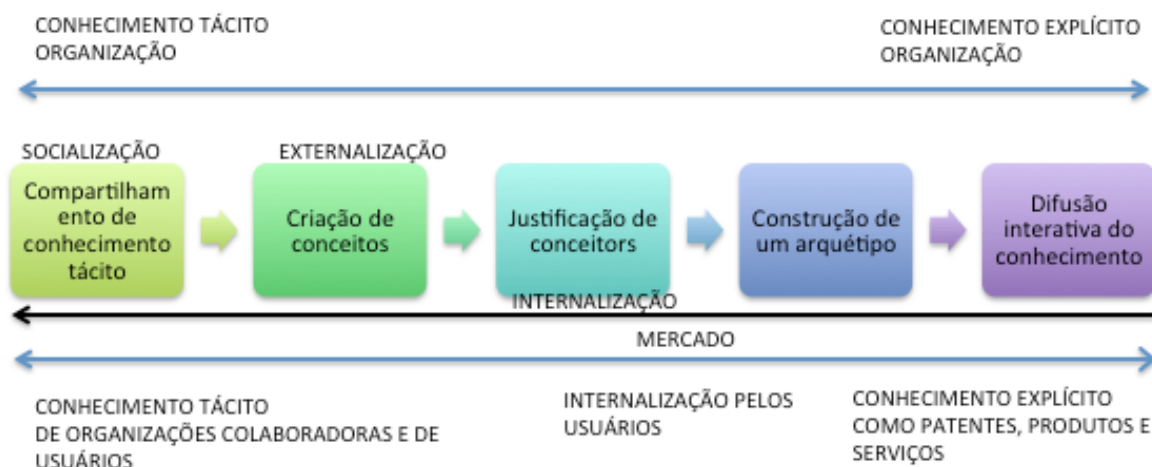 CONHECIMENTO TÁCITO
ORGANIZAÇÃO
CONHECIMENTO EXPLÍCITO
ORGANIZAÇÃO
SOCIALIZAÇÃO
EXTERNALIZAÇÃO
Compartilham
ento de
conhecimento
tácito
Criação de
conceitos
Justificação de
conceitors
Construção de
um arquétipo
Difusão
interativa do
conhecimento
INTERNALIZAÇÃO
MERCADO
CONHECIMENTO TÁCITO
DE ORGANIZAÇÕES COLABORADORAS E DE
USUÁRIOS
INTERNALIZAÇÃO PELOS
USUÁRIOS
CONHECIMENTO EXPLÍCITO
COMO PATENTES, PRODUTOS E
SERVIÇOS